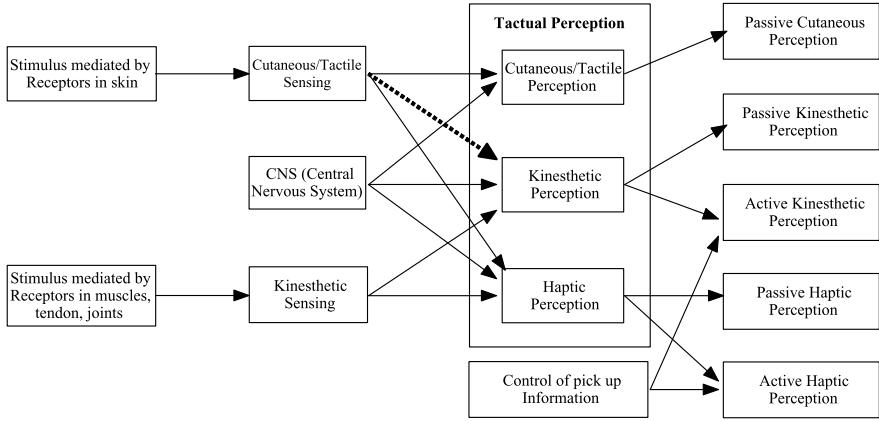 Tactual Perception
Stimulus mediated by
Receptors in skin
Cutaneous/Tactile
Sensing
Cutaneous/Tactile
Perception
Passive Cutaneous
Perception
CNS (Central
Nervous System)
Kinesthetic
Perception
Passive Kinesthetic
Perception
Active Kinesthetic
Perception
Stimulus mediated by
Receptors in muscles,
tendon, joints
Kinesthetic
Sensing
Haptic
Perception
Passive Haptic
Perception
Control of pick up
Information
Active Haptic
Perception